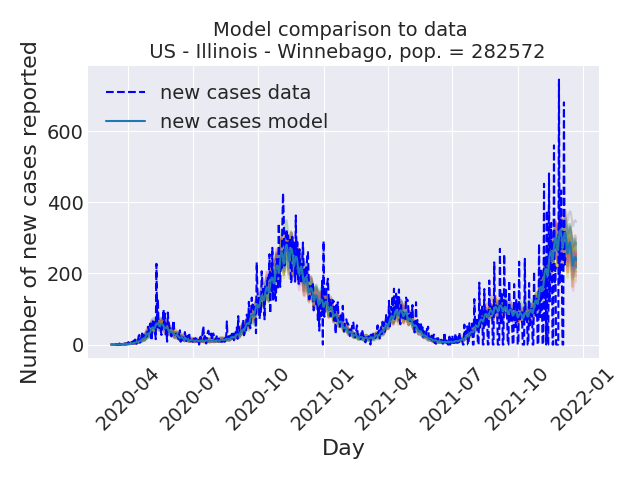 Model comparison to data
US - Illinois - Winnebago, pop. = 282572
new cases data
new cases model
Number of new cases reported
600
400
200
0
2020-04
2020-07
2020-10
2021-01
2021-04
2021-07
2021-10
2022-01
Day